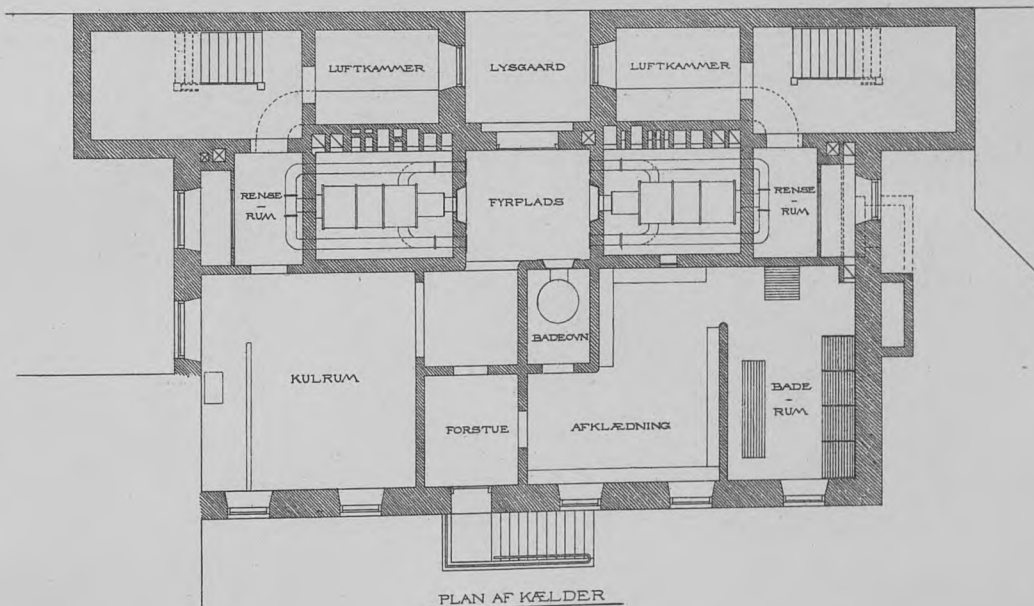 LUFTKAMMER
LYSGAARD
LUFTKAMMER
RENSE
- RUM
FYRPLADS
RENSE
- RUM
BADEOVN
KULRUM
FORSTUE
AFKLÆDNING
BADE
- RUM
PLAN AF KÆLDER